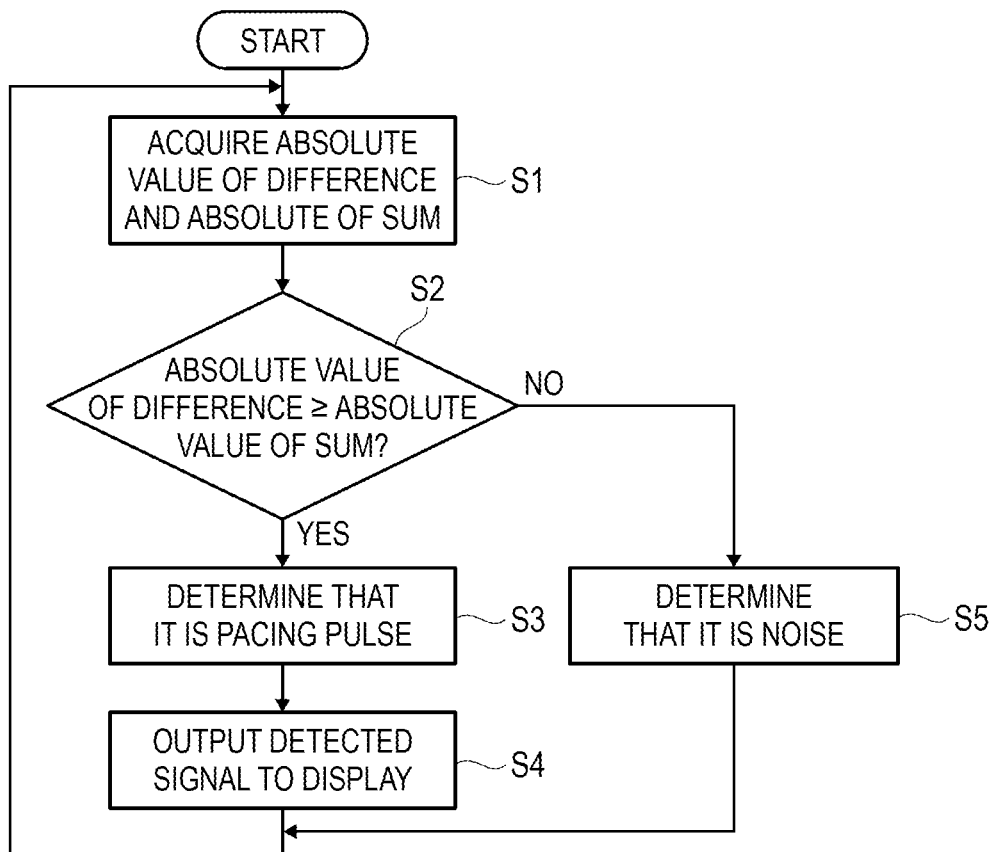 START
ACQUIRE ABSOLUTE
VALUE OF DIFFERENCE
AND ABSOLUTE OF SUM
S1
S2
ABSOLUTE VALUE
OF DIFFERENCE ≥ ABSOLUTE
VALUE OF SUM?
NO
YES
DETERMINE THAT
IT IS PACING PULSE
S3
DETERMINE
THAT IT IS NOISE
S5
OUTPUT DETECTED
SIGNAL TO DISPLAY
S4